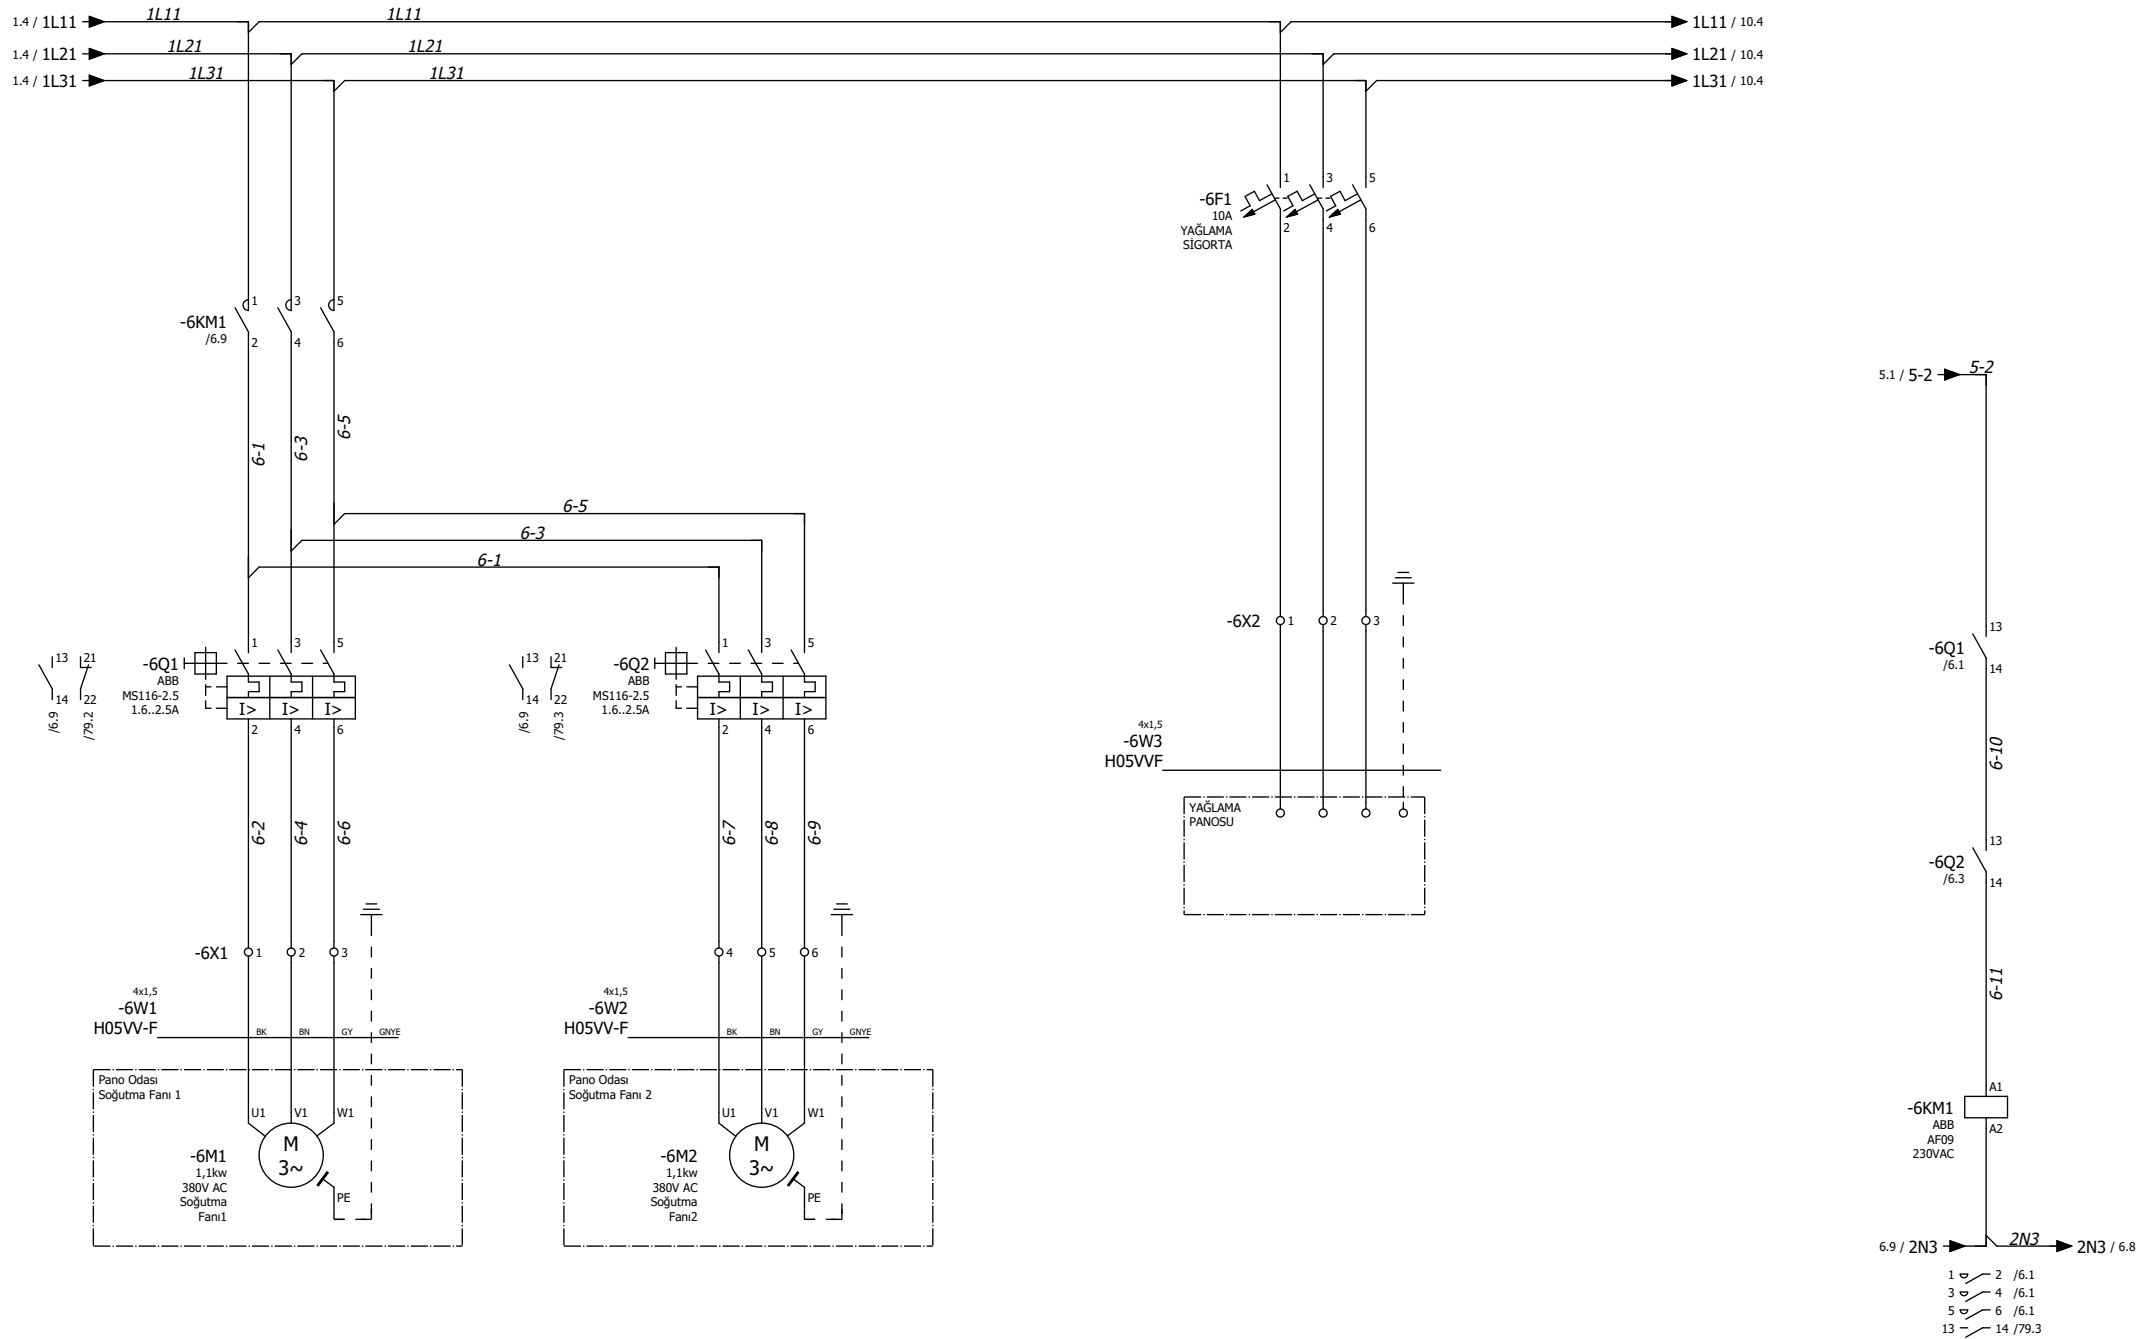 1.4 / 1L11
1L11
1L11
1L11 / 10.4
1.4 / 1L21
1L21
1L21
1L21 / 10.4
1.4 / 1L31
1L31
1L31
1L31 / 10.4
-6F1
10A
YAĞLAMA
SİGORTA
1 3 5
2 4 6
-6KM1
/6.9
1 3 5
2 4 6
6-1
6-3
6-5
6-5
6-3
6-1
13 21
14 22
/6.9
/79.2
-6Q1
ABB
MS116-2.5
1.6..2.5A
1 3 5
I> I> I>
2 4 6
13 21
14 22
/6.9
/79.3
-6Q2
ABB
MS116-2.5
1.6..2.5A
1 3 5
I> I> I>
2 4 6
6-2
6-4
6-6
6-7
6-8
6-9
-6X1
1 2 3
4 5 6
4x1,5
-6W1
H05VV-F
BK BN GY GNYE
4x1,5
-6W2
H05VV-F
BK BN GY GNYE
Pano Odası
Soğutma Fanı 1
U1 V1 W1
M
3~
PE
-6M1
1,1kw
380V AC
Soğutma
Fanı1
Pano Odası
Soğutma Fanı 2
U1 V1 W1
M
3~
PE
-6M2
1,1kw
380V AC
Soğutma
Fanı2
-6X2
1 2 3
4x1,5
-6W3
H05VVF
YAĞLAMA
PANOSU
5.1 / 5-2
5-2
-6Q1
/6.1
13
14
6-10
-6Q2
/6.3
13
14
6-11
-6KM1
ABB
AF09
230VAC
A1
A2
6.9 / 2N3
2N3
2N3 / 6.8
1 2 /6.1
3 4 /6.1
5 6 /6.1
13 14 /79.3